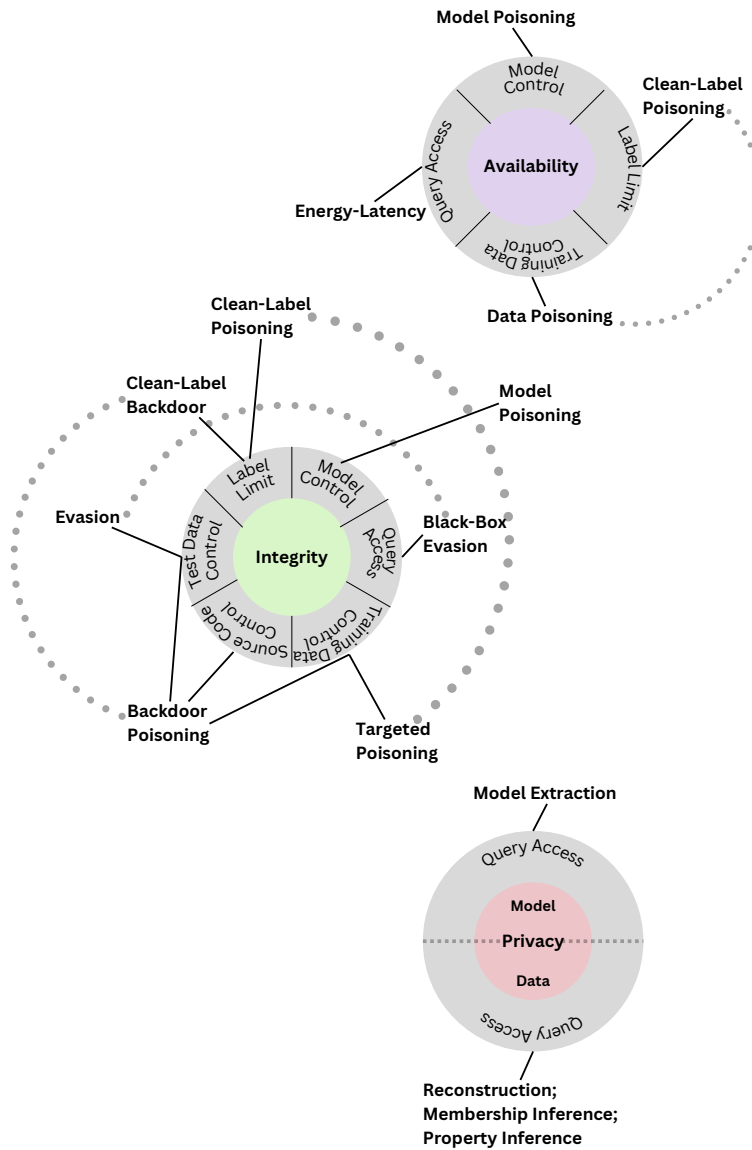 Model Poisoning
Model
Control
Clean-Label
Poisoning
Label Limit
Availability
Query Access
Energy-Latency
Training Data
Control
Data Poisoning
Clean-Label
Poisoning
Clean-Label
Backdoor
Model
Poisoning
Label
Limit
Model
Control
Evasion
Test Data
Control
Integrity
Query
Access
Black-Box
Evasion
Source Code
Control
Training Data
Control
Backdoor
Poisoning
Targeted
Poisoning
Model Extraction
Query Access
Model
Privacy
Data
Query Access
Reconstruction;
Membership Inference;
Property Inference